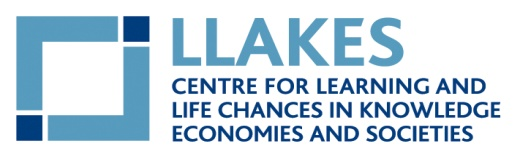 LLAKES
CENTRE FOR LEARNING AND
LIFE CHANCES IN KNOWLEDGE
ECONOMIES AND SOCIETIES